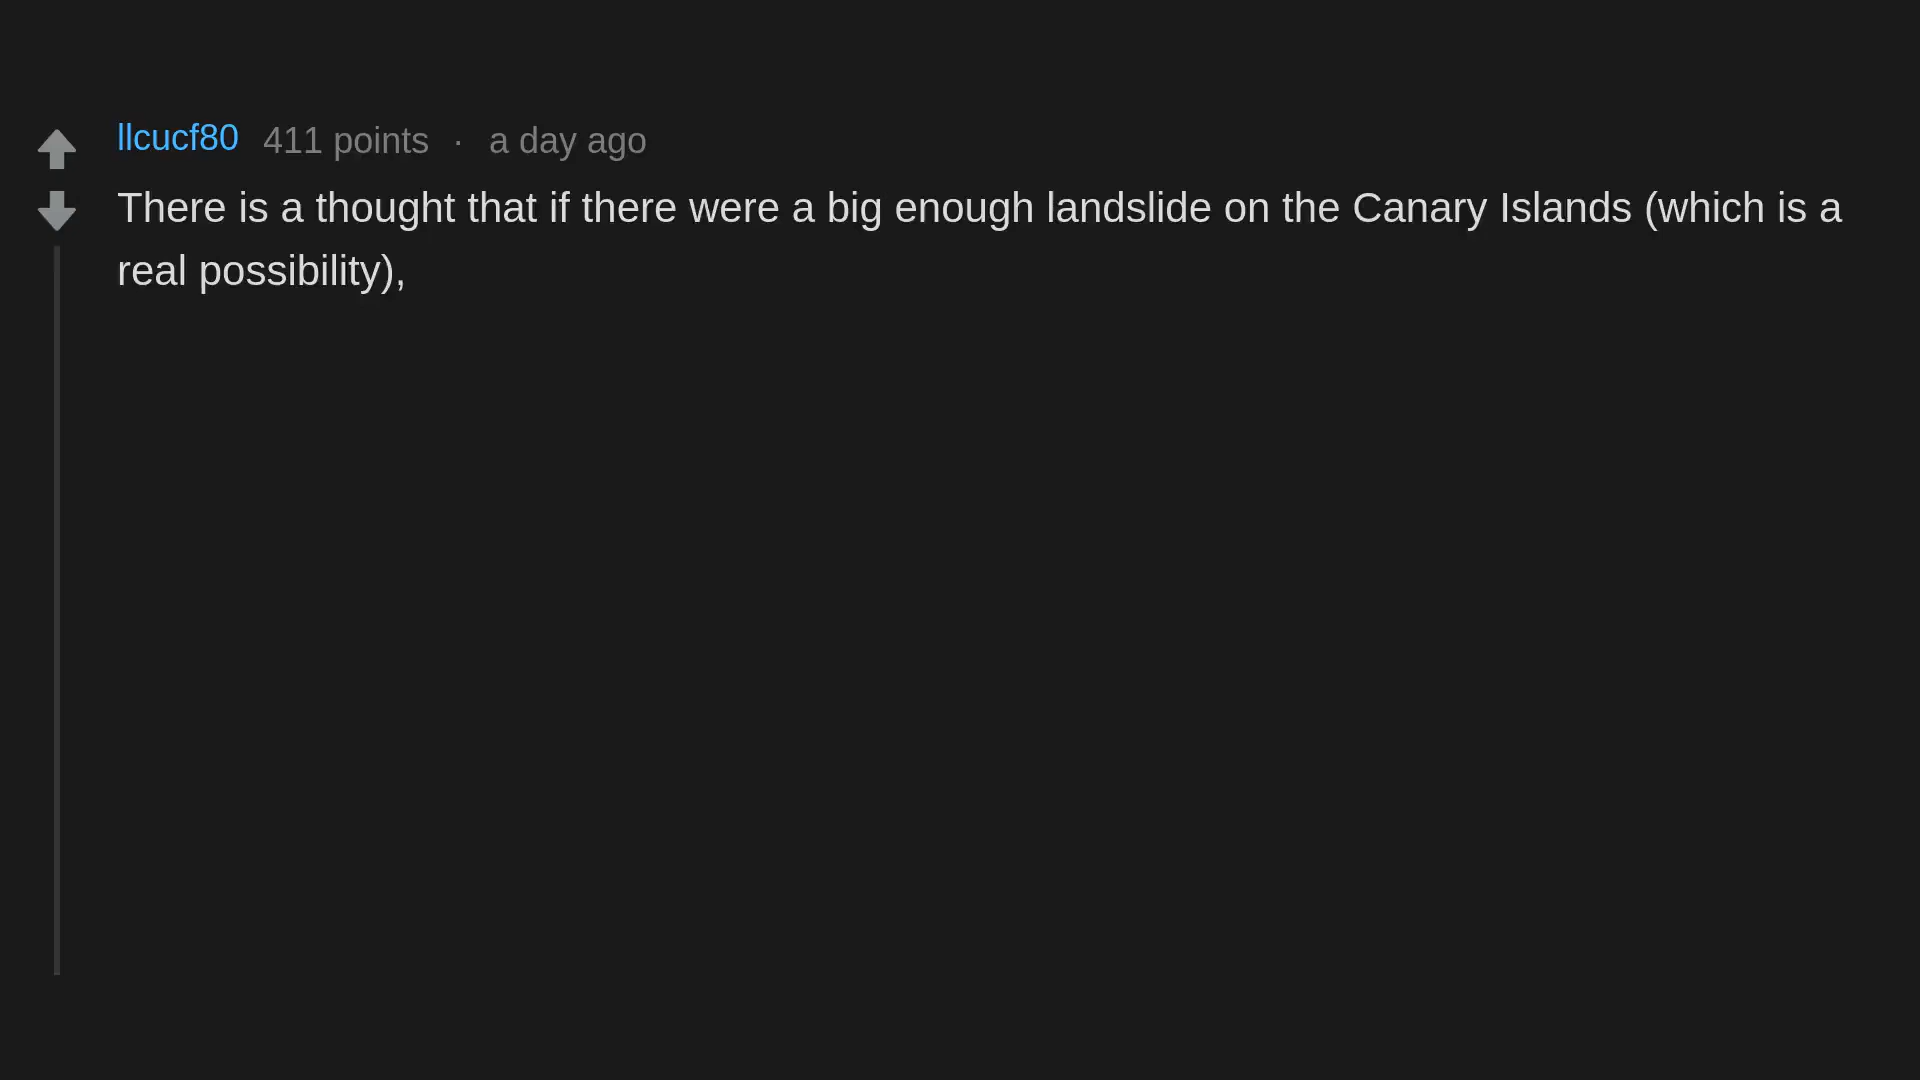 llcucf80 411 points · a day ago
There is a thought that if there were a big enough landslide on the Canary Islands (which is a
real possibility),